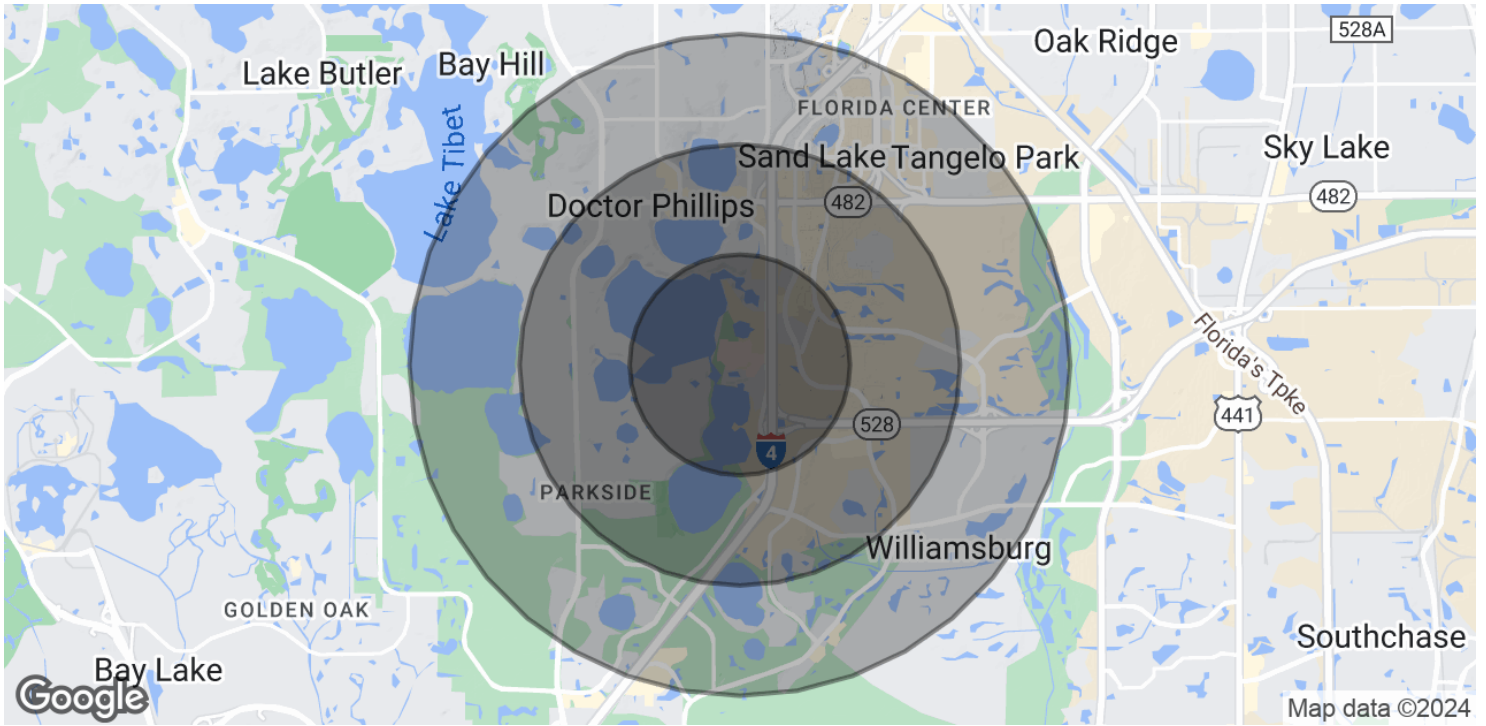 528A
Oak Ridge
Bay Hill
Lake Butler
FLORIDA CENTER
Lake Tibet
Sky Lake
Sand Lake
Tangelo Park
482
482
Doctor Phillips
Florida's Tpke
441
528
4
PARKSIDE
Williamsburg
GOLDEN OAK
Southchase
Bay Lake
Google
Map data ©2024